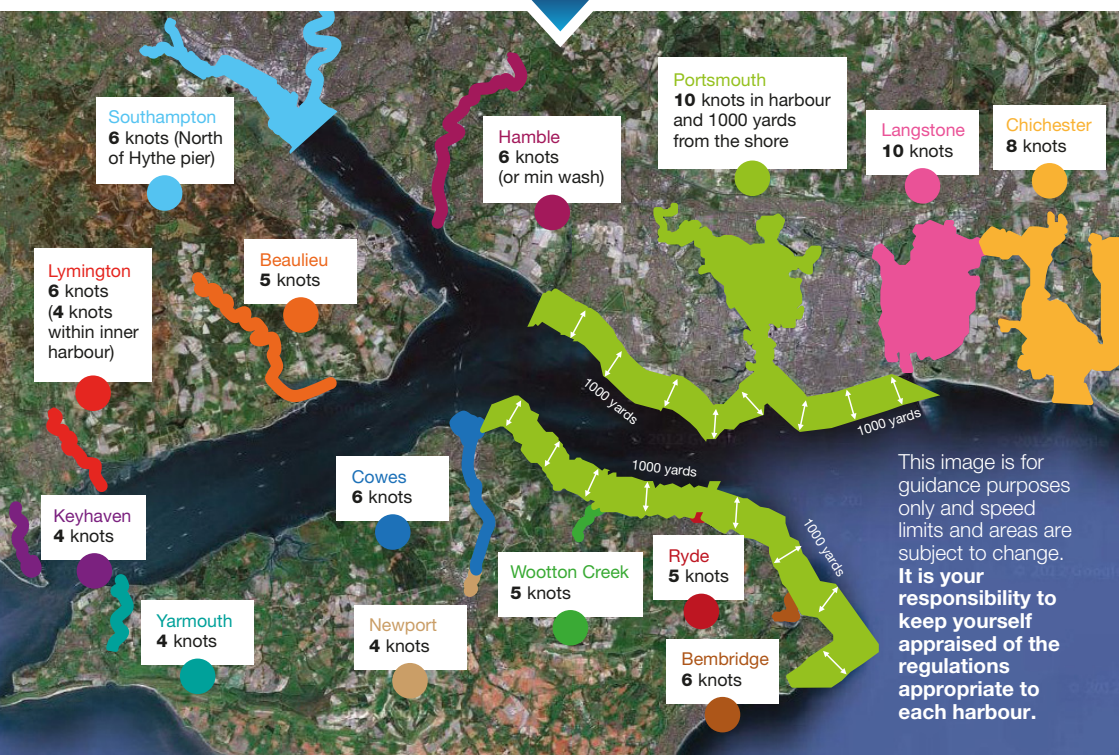 Southampton
6 knots (North
of Hythe pier)
Hamble
6 knots
(or min wash)
Portsmouth
10 knots in harbour
and 1000 yards
from the shore
Langstone
10 knots
Chichester
8 knots
Lymington
6 knots
(4 knots
within inner
harbour)
Beaulieu
5 knots
1000 yards
1000 yards
1000 yards
1000 yards
Keyhaven
4 knots
Cowes
6 knots
Yarmouth
4 knots
Newport
4 knots
Wootton Creek
5 knots
Ryde
5 knots
Bembridge
6 knots
This image is for
guidance purposes
only and speed
limits and areas are
subject to change.
It is your
responsibility to
keep yourself
appraised of the
regulations
appropriate to
each harbour.